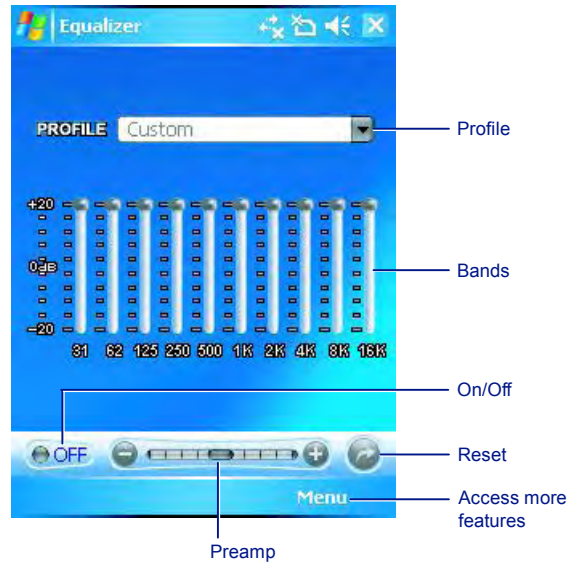 Equalizer
PROFILE Custom
Profile
+20
0dB
-20
Bands
31 62 125 250 500 1K 2K 4K 8K 16K
On/Off
OFF
Reset
Menu
Access more
features
Preamp